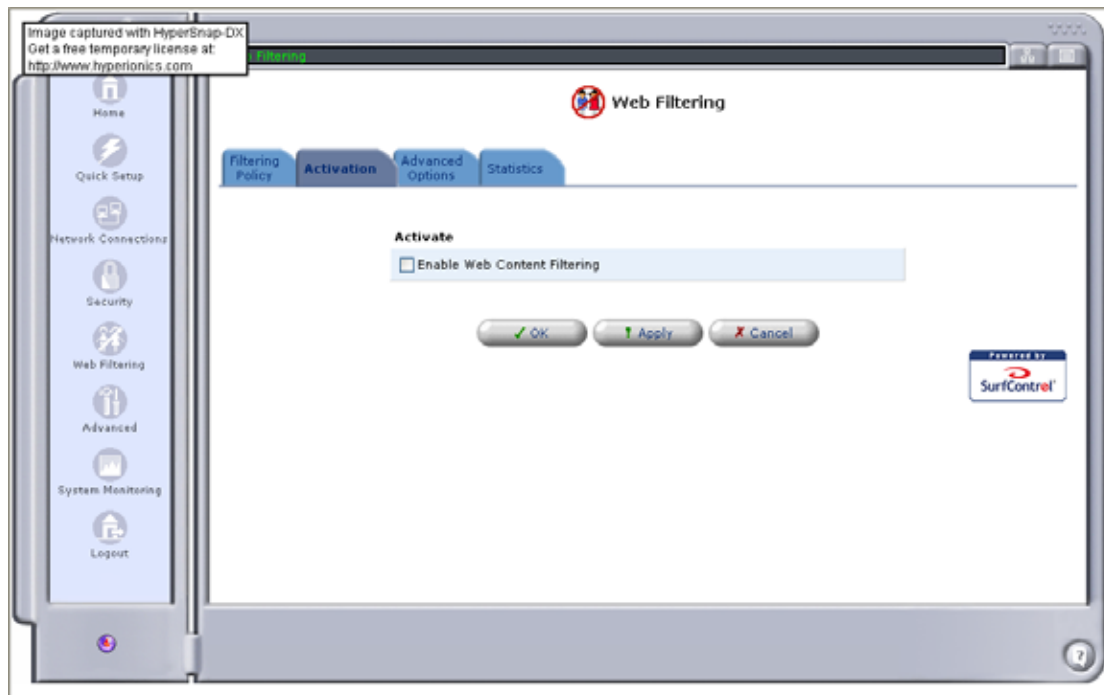 Image captured with HyperSnap-DX
Get a free temporary license at:
http://www.hyperionics.com
Filtering
Web Filtering
Home
Quick Setup
Network Connections
Security
Web Filtering
Advanced
System Monitoring
Logout
Filtering Policy
Activation
Advanced Options
Statistics
Activate
Enable Web Content Filtering
OK
Apply
Cancel
Powered by
SurfControl
?